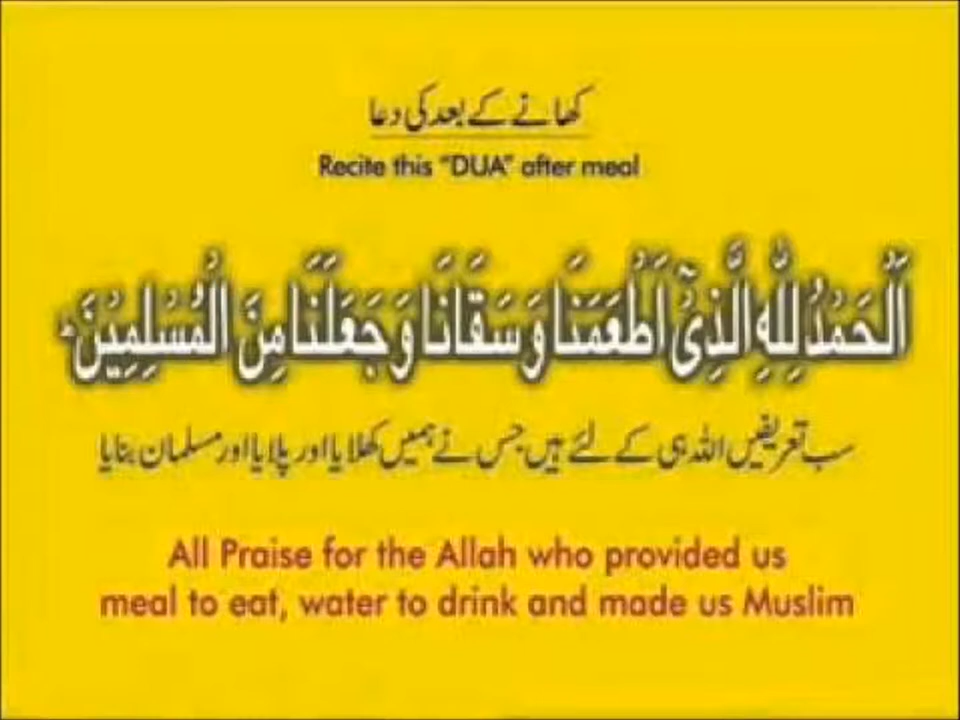 کھانے کے بعد کی دعا
Recite this "DUA" after meal
اَلْحَمْدُ لِلّٰهِ الَّذِیْۤ اَطْعَمَنَا وَسَقَانَا وَجَعَلَنَا مِنَ الْمُسْلِمِیْنَ ؕ
سب تعریفیں اللہ ہی کے لئے ہیں جس نے ہمیں کھلایا اور پلایا اور مسلمان بنایا
All Praise for the Allah who provided us
meal to eat, water to drink and made us Muslim